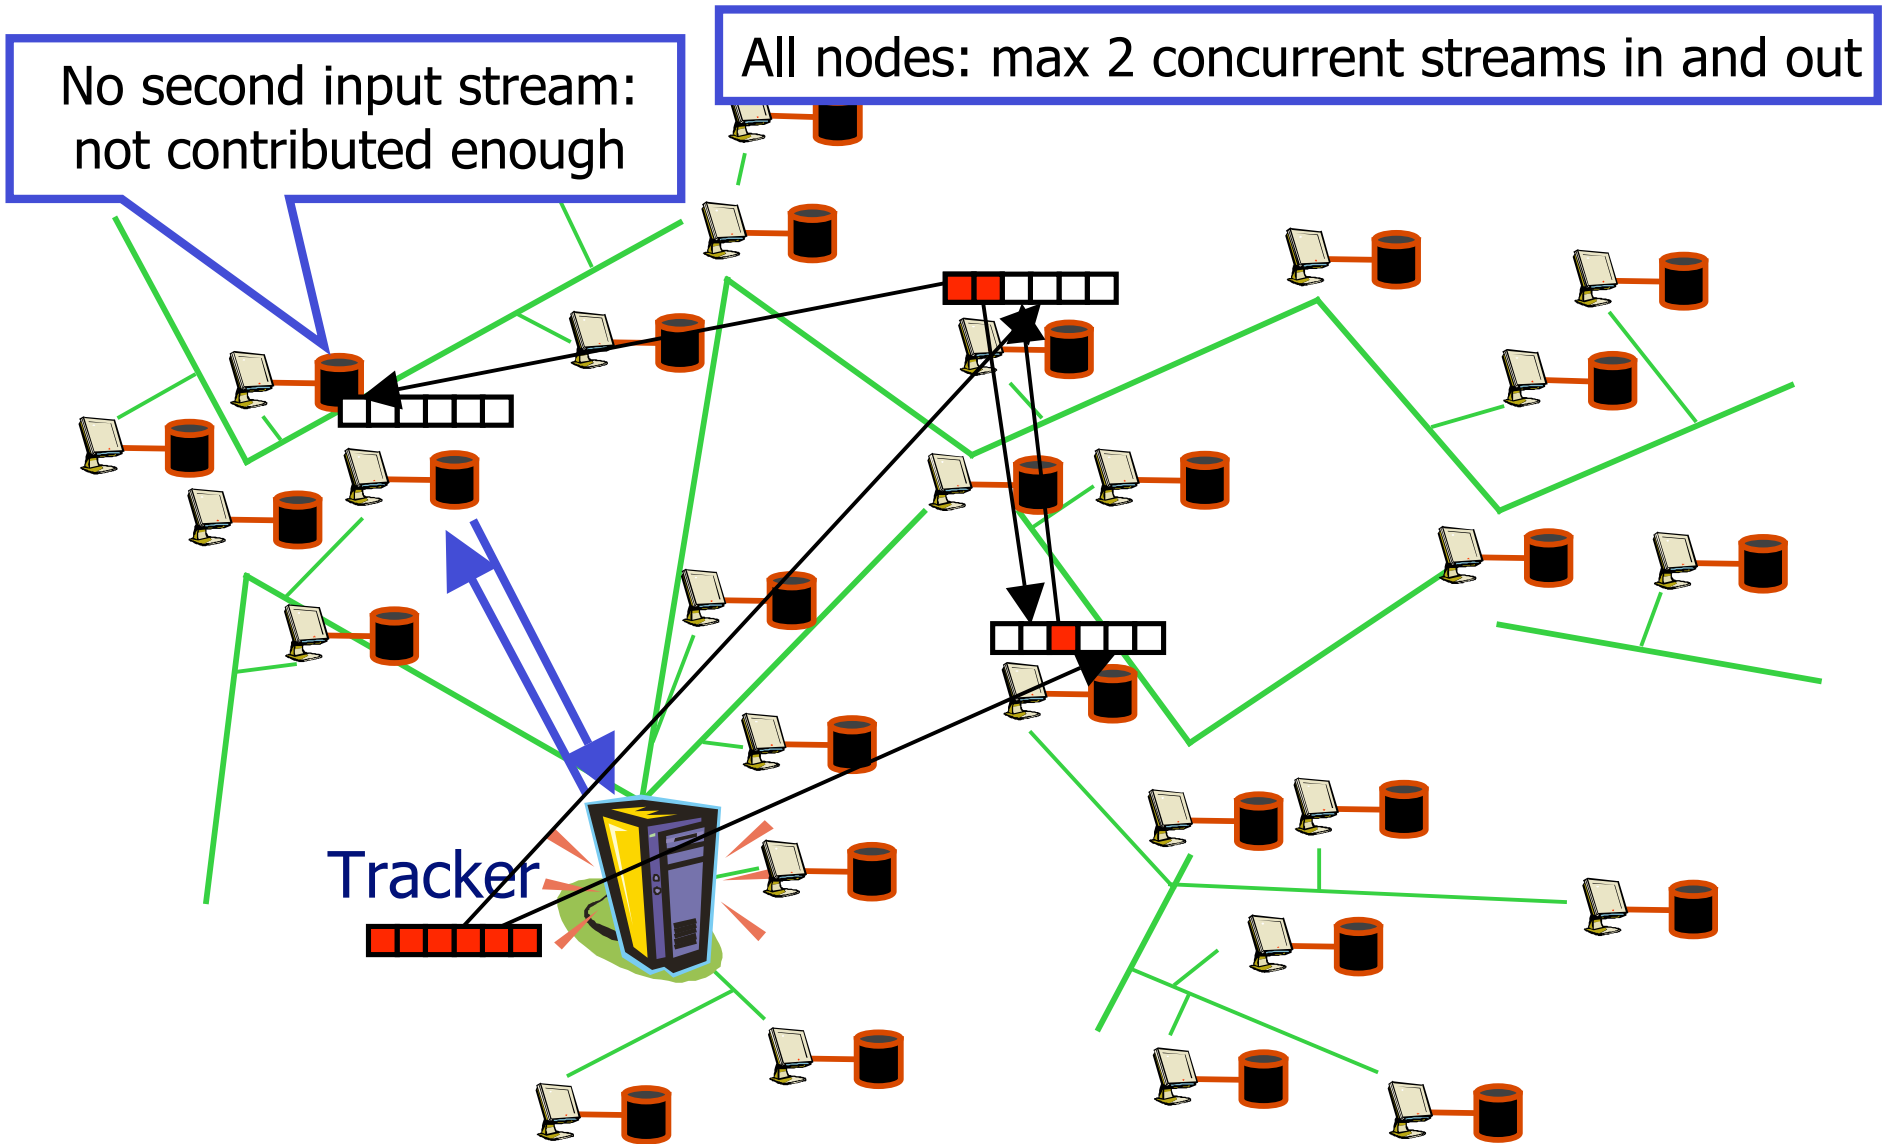 No second input stream:
not contributed enough
All nodes: max 2 concurrent streams in and out
Tracker